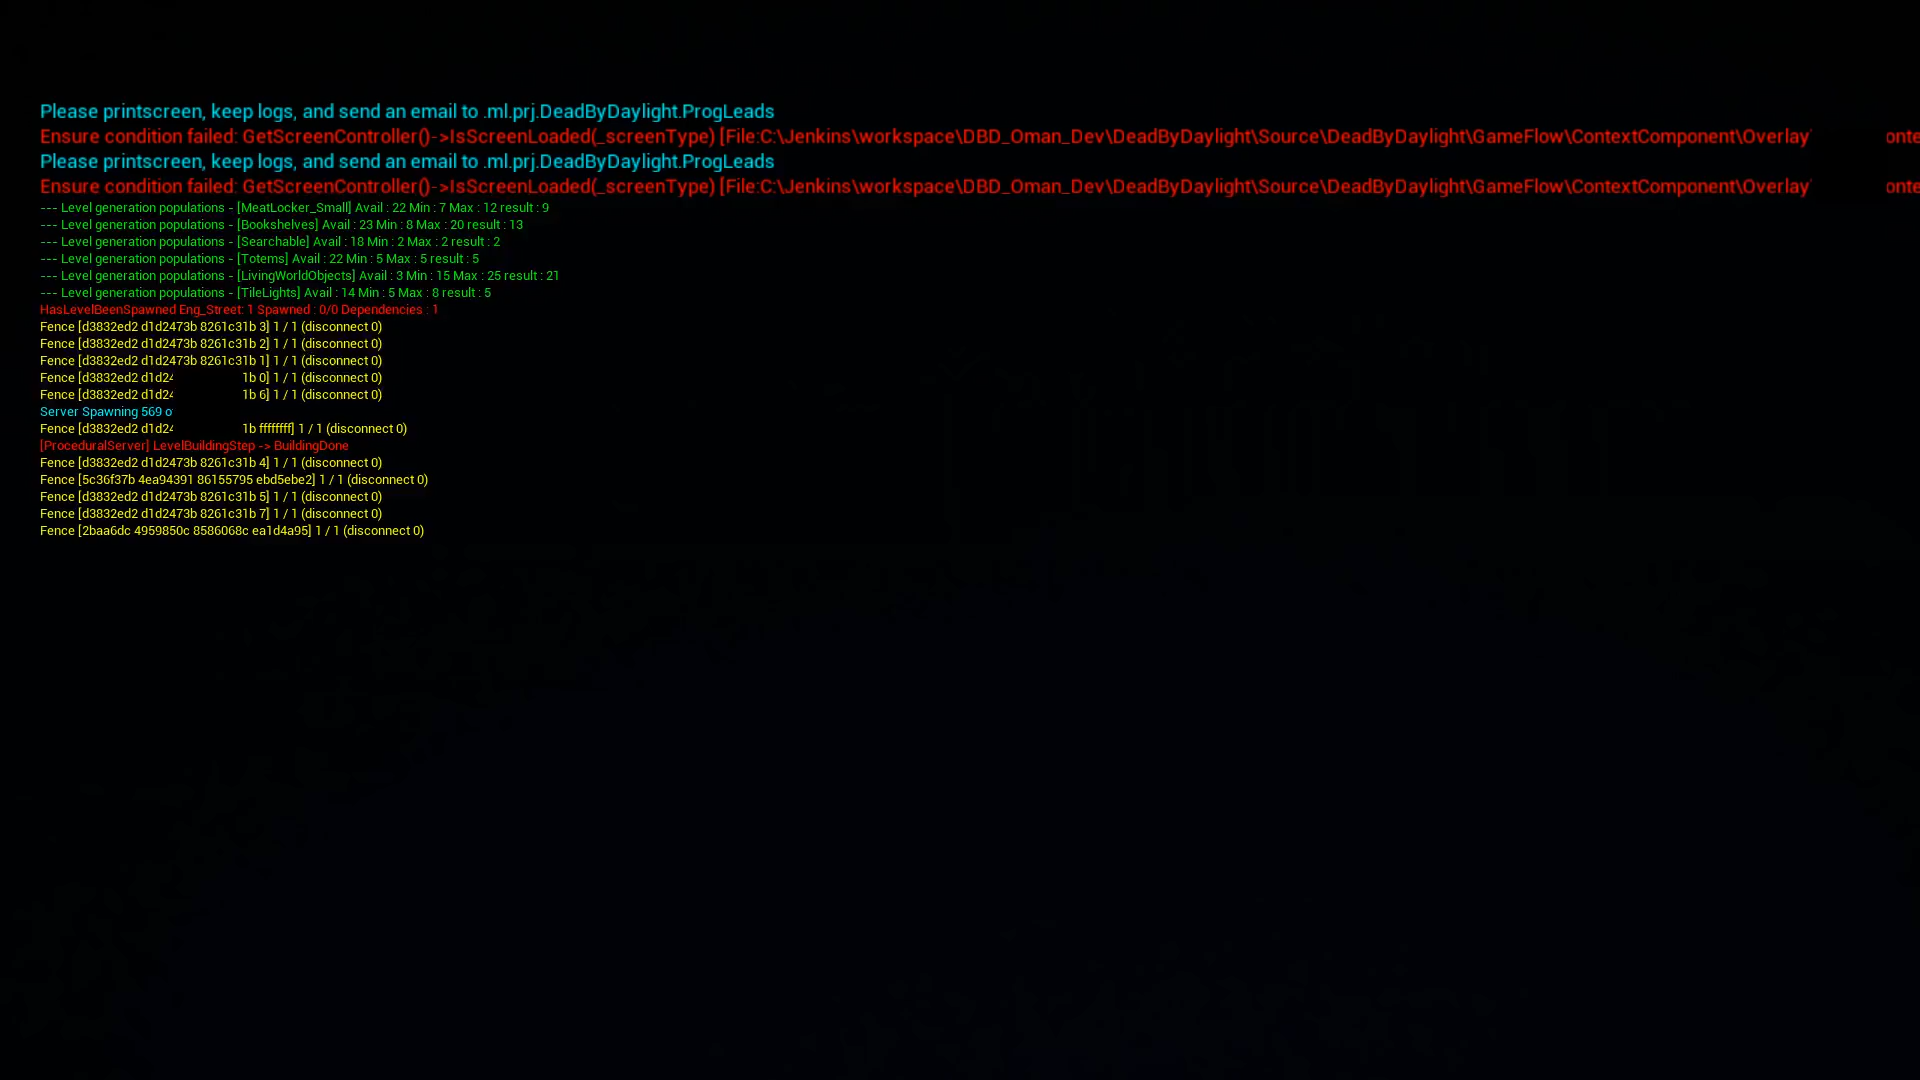 Please printscreen, keep logs, and send an email to .ml.prj.DeadByDaylight.ProgLeads
Ensure condition failed: GetScreenController()->IsScreenLoaded(_screenType) [File:C:\Jenkins\workspace\DBD_Oman_Dev\DeadByDaylight\Source\DeadByDaylight\GameFlow\ContextComponent\Overlay
Please printscreen, keep logs, and send an email to .ml.prj.DeadByDaylight.ProgLeads
Ensure condition failed: GetScreenController()->IsScreenLoaded(_screenType) [File:C:\Jenkins\workspace\DBD_Oman_Dev\DeadByDaylight\Source\DeadByDaylight\GameFlow\ContextComponent\Overlay
--- Level generation populations - [MeatLocker_Small] Avail : 22 Min : 7 Max : 12 result : 9
--- Level generation populations - [Bookshelves] Avail : 23 Min : 8 Max : 20 result : 13
--- Level generation populations - [Searchable] Avail : 18 Min : 2 Max : 2 result : 2
--- Level generation populations - [Totems] Avail : 22 Min : 5 Max : 5 result : 5
--- Level generation populations - [LivingWorldObjects] Avail : 3 Min : 15 Max : 25 result : 21
--- Level generation populations - [TileLights] Avail : 14 Min : 5 Max : 8 result : 5
HasLevelBeenSpawned Eng_Street: 1 Spawned : 0/0 Dependencies : 1
Fence [d3832ed2 d1d2473b 8261c31b 3] 1 / 1 (disconnect 0)
Fence [d3832ed2 d1d2473b 8261c31b 2] 1 / 1 (disconnect 0)
Fence [d3832ed2 d1d2473b 8261c31b 1] 1 / 1 (disconnect 0)
Fence [d3832ed2 d1d24 1b 0] 1 / 1 (disconnect 0)
Fence [d3832ed2 d1d24 1b 6] 1 / 1 (disconnect 0)
Server Spawning 569
Fence [d3832ed2 d1d24 1b ffffffff] 1 / 1 (disconnect 0)
[ProceduralServer] LevelBuildingStep -> BuildingDone
Fence [d3832ed2 d1d2473b 8261c31b 4] 1 / 1 (disconnect 0)
Fence [5c36f37b 4ea94391 86155795 ebd5ebe2] 1 / 1 (disconnect 0)
Fence [d3832ed2 d1d2473b 8261c31b 5] 1 / 1 (disconnect 0)
Fence [d3832ed2 d1d2473b 8261c31b 7] 1 / 1 (disconnect 0)
Fence [2baa6dc 4959850c 8586068c ea1d4a95] 1 / 1 (disconnect 0)